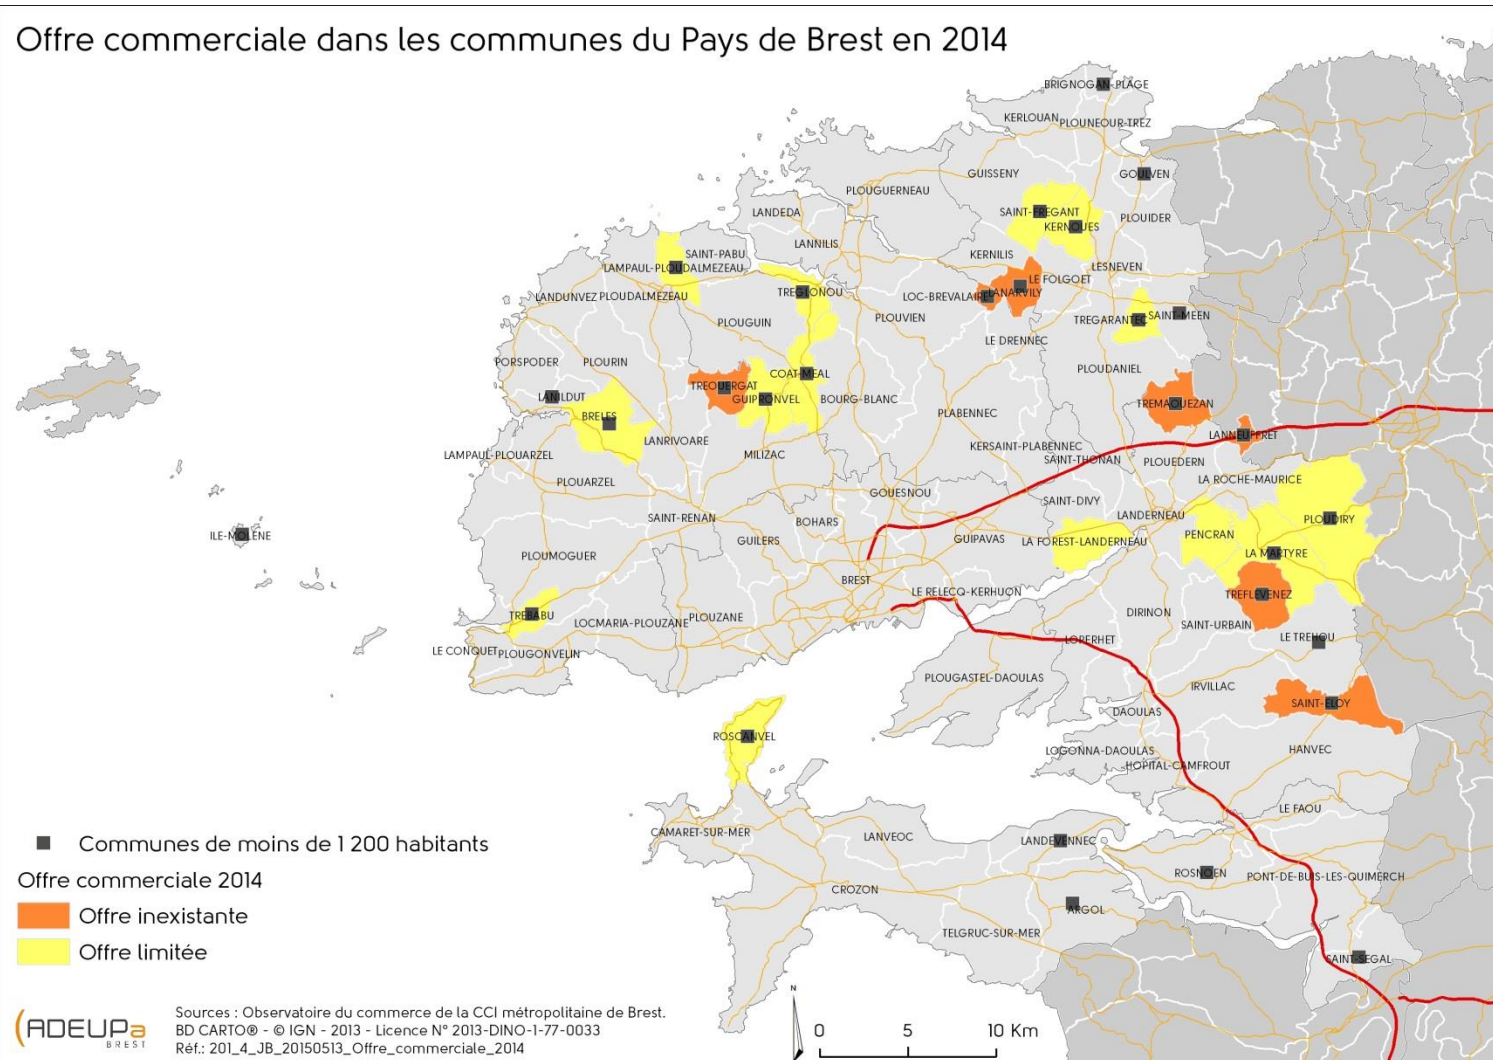 Offre commerciale dans les communes du Pays de Brest en 2014
BRIGNOGAN-PLAGE
KERLOUAN
PLOUNEOUR-TREZ
GUISSENY
GOULVEN
PLOUGUERNEAU
LANDEDA
SAINT-FREGANT
KERNOUES
PLOUIDER
LANNILIS
SAINT-PABU
KERNILIS
LAMPAUL-PLOUDALMEZEAU
LESNEVEN
LE FOLGOET
LANDUNVEZ
PLOUDALMEZEAU
TREGLONOU
LOC-BREVALAIRE
LANARVILY
PLOUGUIN
PLOUVIEN
TREGARANTEC
SAINT-MEEN
LE DRENNEC
PORSPODER
PLOURIN
COAT-MEAL
PLOUDANIEL
TREOUERGAT
LANILDUT
GUIPRONVEL
BOURG-BLANC
TREMAOUEZAN
BRELES
PLABENNEC
LANRIVOARE
LANNEUFFRET
KERSAINT-PLABENNEC
LAMPAUL-PLOUARZEL
MILIZAC
SAINT-THONAN
PLOUEDERN
PLOUARZEL
LA ROCHE-MAURICE
GOUESNOU
SAINT-DIVY
SAINT-RENAN
BOHARS
LANDERNEAU
PLOUDIRY
ILE-MOLENE
GUILERS
GUIPAVAS
LA FOREST-LANDERNEAU
PENCRAN
PLOUMOGUER
LA MARTYRE
BREST
LE RELECQ-KERHUON
TREFLEVENEZ
TREBABU
LOCMARIA-PLOUZANE
PLOUZANE
DIRINON
SAINT-URBAIN
LE TREHOU
LE CONQUET
PLOUGONVELIN
LOPERHET
PLOUGASTEL-DAOULAS
IRVILLAC
SAINT-ELOY
DAOULAS
ROSCANVEL
LOGONNA-DAOULAS
HANVEC
HOPITAL-CAMFROUT
LE FAOU
CAMARET-SUR-MER
LANVEOC
LANDEVENNEC
ROSNOEN
PONT-DE-BUIS-LES-QUIMERCH
CROZON
ARGOL
TELGRUC-SUR-MER
SAINT-SEGAL
Communes de moins de 1 200 habitants
Offre commerciale 2014
Offre inexistante
Offre limitée
ADEUPa
BREST
Sources : Observatoire du commerce de la CCI métropolitaine de Brest.
BD CARTO® - © IGN - 2013 - Licence N° 2013-DINO-1-77-0033
Réf.: 201_4_JB_20150513_Offre_commerciale_2014
N
0 5 10 Km